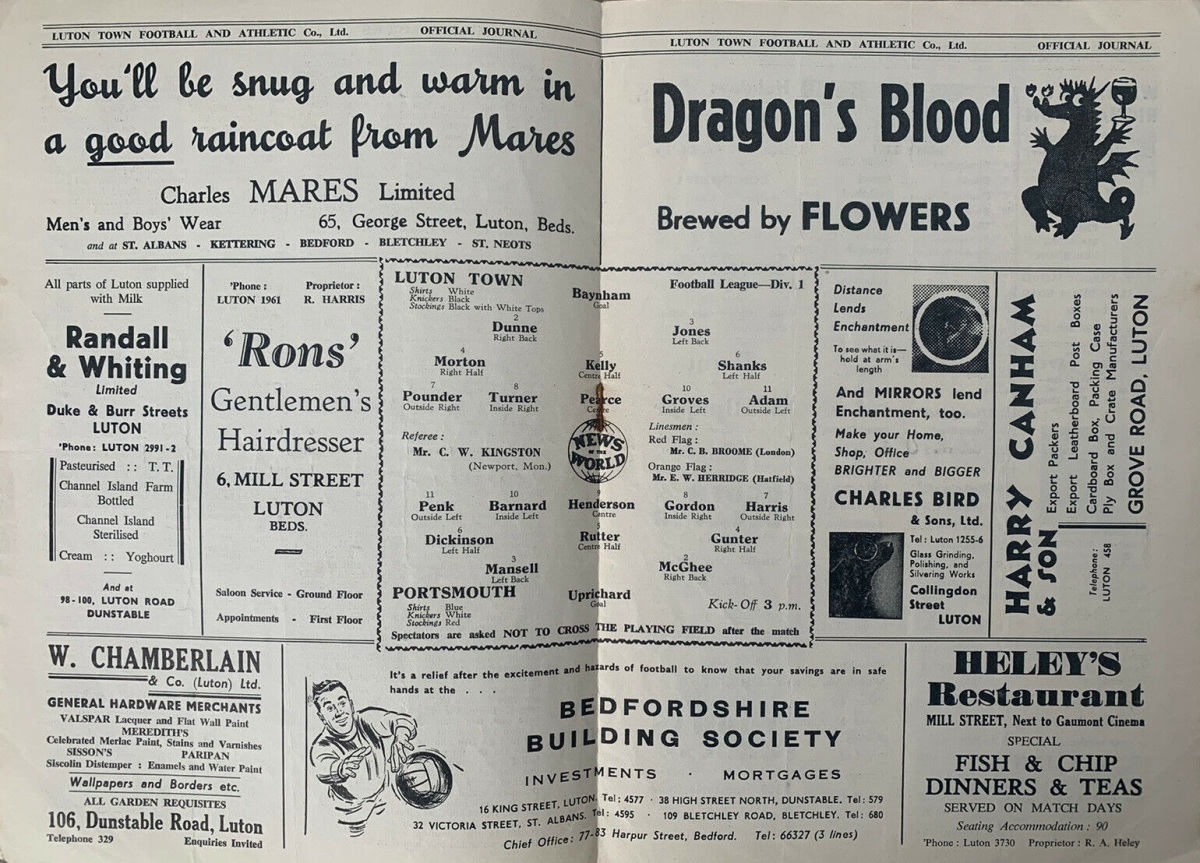 LUTON TOWN FOOTBALL AND ATHLETIC Co., Ltd. OFFICIAL JOURNAL
You'll be snug and warm in
a good raincoat from Mares
Charles MARES Limited
Men's and Boys' Wear 65, George Street, Luton, Beds.
and at ST. ALBANS - KETTERING - BEDFORD - BLETCHLEY - ST. NEOTS
LUTON TOWN FOOTBALL AND ATHLETIC Co., Ltd. OFFICIAL JOURNAL
Dragon's Blood
Brewed by FLOWERS
All parts of Luton supplied
with Milk
Randall
& Whiting
Limited
Duke & Burr Streets
LUTON
'Phone: LUTON 2991-2
Pasteurised :: T.T.
Channel Island Farm
Bottled
Channel Island
Sterilised
Cream :: Yoghourt
And at
98-100, LUTON ROAD
DUNSTABLE
'Phone : Proprietor :
LUTON 1961 R. HARRIS
'Rons'
Gentlemen's
Hairdresser
6, MILL STREET
LUTON
BEDS.
Saloon Service - Ground Floor
Appointments - First Floor
LUTON TOWN
Shirts White
Knickers Black
Stockings Black with White Tops
Baynham
Goal
Football League—Div. 1
2
Dunne
Right Back
3
Jones
Left Back
4
Morton
Right Half
5
Kelly
Centre Half
6
Shanks
Left Half
7
Pounder
Outside Right
8
Turner
Inside Right
Pearce
Centre
10
Groves
Inside Left
11
Adam
Outside Left
Referee :
Mr. C. W. KINGSTON
(Newport, Mon.)
NEWS
OF THE
WORLD
Linesmen :
Red Flag :
Mr. C. B. BROOME (London)
Orange Flag :
Mr. E. W. HERRIDGE (Hatfield)
11
Penk
Outside Left
10
Barnard
Inside Left
9
Henderson
Centre
8
Gordon
Inside Right
7
Harris
Outside Right
6
Dickinson
Left Half
5
Rutter
Centre Half
4
Gunter
Right Half
3
Mansell
Left Back
2
McGhee
Right Back
PORTSMOUTH
Shirts Blue
Knickers White
Stockings Red
Uprichard
Goal
Kick-Off 3 p.m.
Spectators are asked NOT TO CROSS THE PLAYING FIELD after the match
Distance
Lends
Enchantment
To see what it is—
hold at arm's
length
And MIRRORS lend
Enchantment, too.
Make your Home,
Shop, Office
BRIGHTER and BIGGER
CHARLES BIRD
& Sons, Ltd.
Tel: Luton 1255-6
Glass Grinding,
Polishing, and
Silvering Works
Collingdon
Street
LUTON
HARRY CANHAM
& SON
Export Packers
Export Leatherboard Post Boxes
Cardboard Box, Packing Case
Ply Box and Crate Manufacturers
GROVE ROAD, LUTON
Telephone:
LUTON 458
W. CHAMBERLAIN
& Co. (Luton) Ltd.
GENERAL HARDWARE MERCHANTS
VALSPAR Lacquer and Flat Wall Paint
MEREDITH'S
Celebrated Merlac Paint, Stains and Varnishes
SISSON'S PARIPAN
Siscolin Distemper : Enamels and Water Paint
Wallpapers and Borders etc.
ALL GARDEN REQUISITES
106, Dunstable Road, Luton
Telephone 329 Enquiries Invited
It's a relief after the excitement and hazards of football to know that your savings are in safe
hands at the . . .
BEDFORDSHIRE
BUILDING SOCIETY
INVESTMENTS · MORTGAGES
16 KING STREET, LUTON. Tel: 4577 · 38 HIGH STREET NORTH, DUNSTABLE. Tel: 579
32 VICTORIA STREET, ST. ALBANS. Tel: 4595 · 109 BLETCHLEY ROAD, BLETCHLEY. Tel: 680
Chief Office: 77-83 Harpur Street, Bedford. Tel: 66327 (3 lines)
HELEY'S
Restaurant
MILL STREET, Next to Gaumont Cinema
SPECIAL
FISH & CHIP
DINNERS & TEAS
SERVED ON MATCH DAYS
Seating Accommodation : 90
'Phone : Luton 3730 Proprietor : R. A. Heley